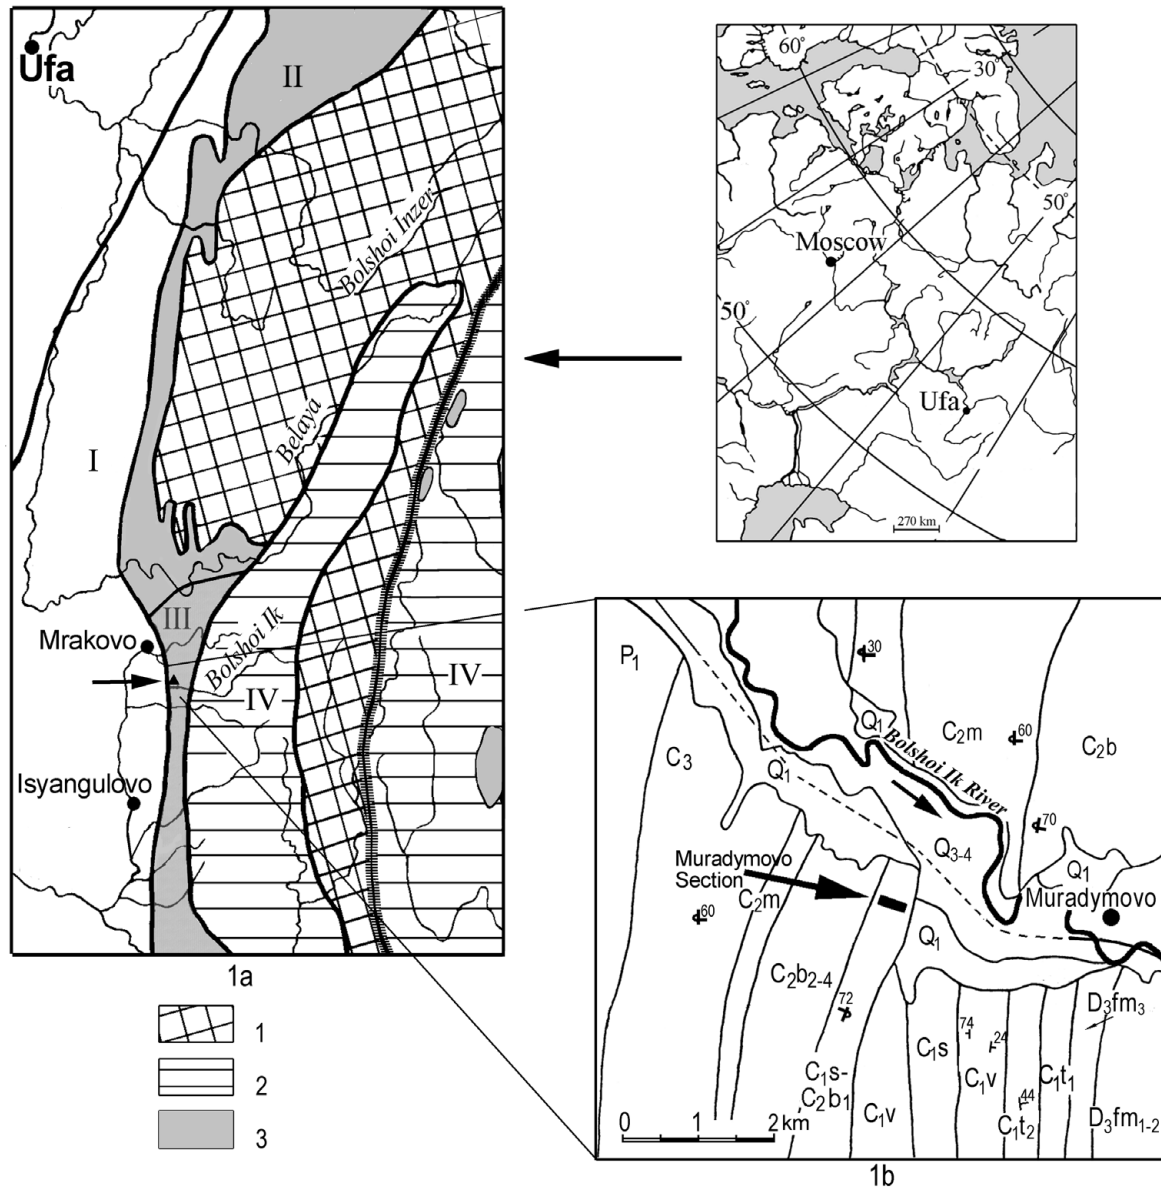 Ufa
II
Bolshoi Inzer
I
Belaya
III
Mrakovo
Bolshoi Ik
IV
IV
Isyangulovo
1a
1
2
3
60°
30°
50°
Moscow
50°
Ufa
270 km
P1
30
Q1
C2m
60
C2b
C3
Q1
Bolshoi Ik River
70
Q3-4
Q1
Muradymovo
Section
Muradymovo
C2m
60
Q1
C2b2-4
72
D3fm3
74
24
C1s
C1v
C1t1
C1s-
C2b1
C1v
44
C1t2
D3fm1-2
0 1 2 km
1b